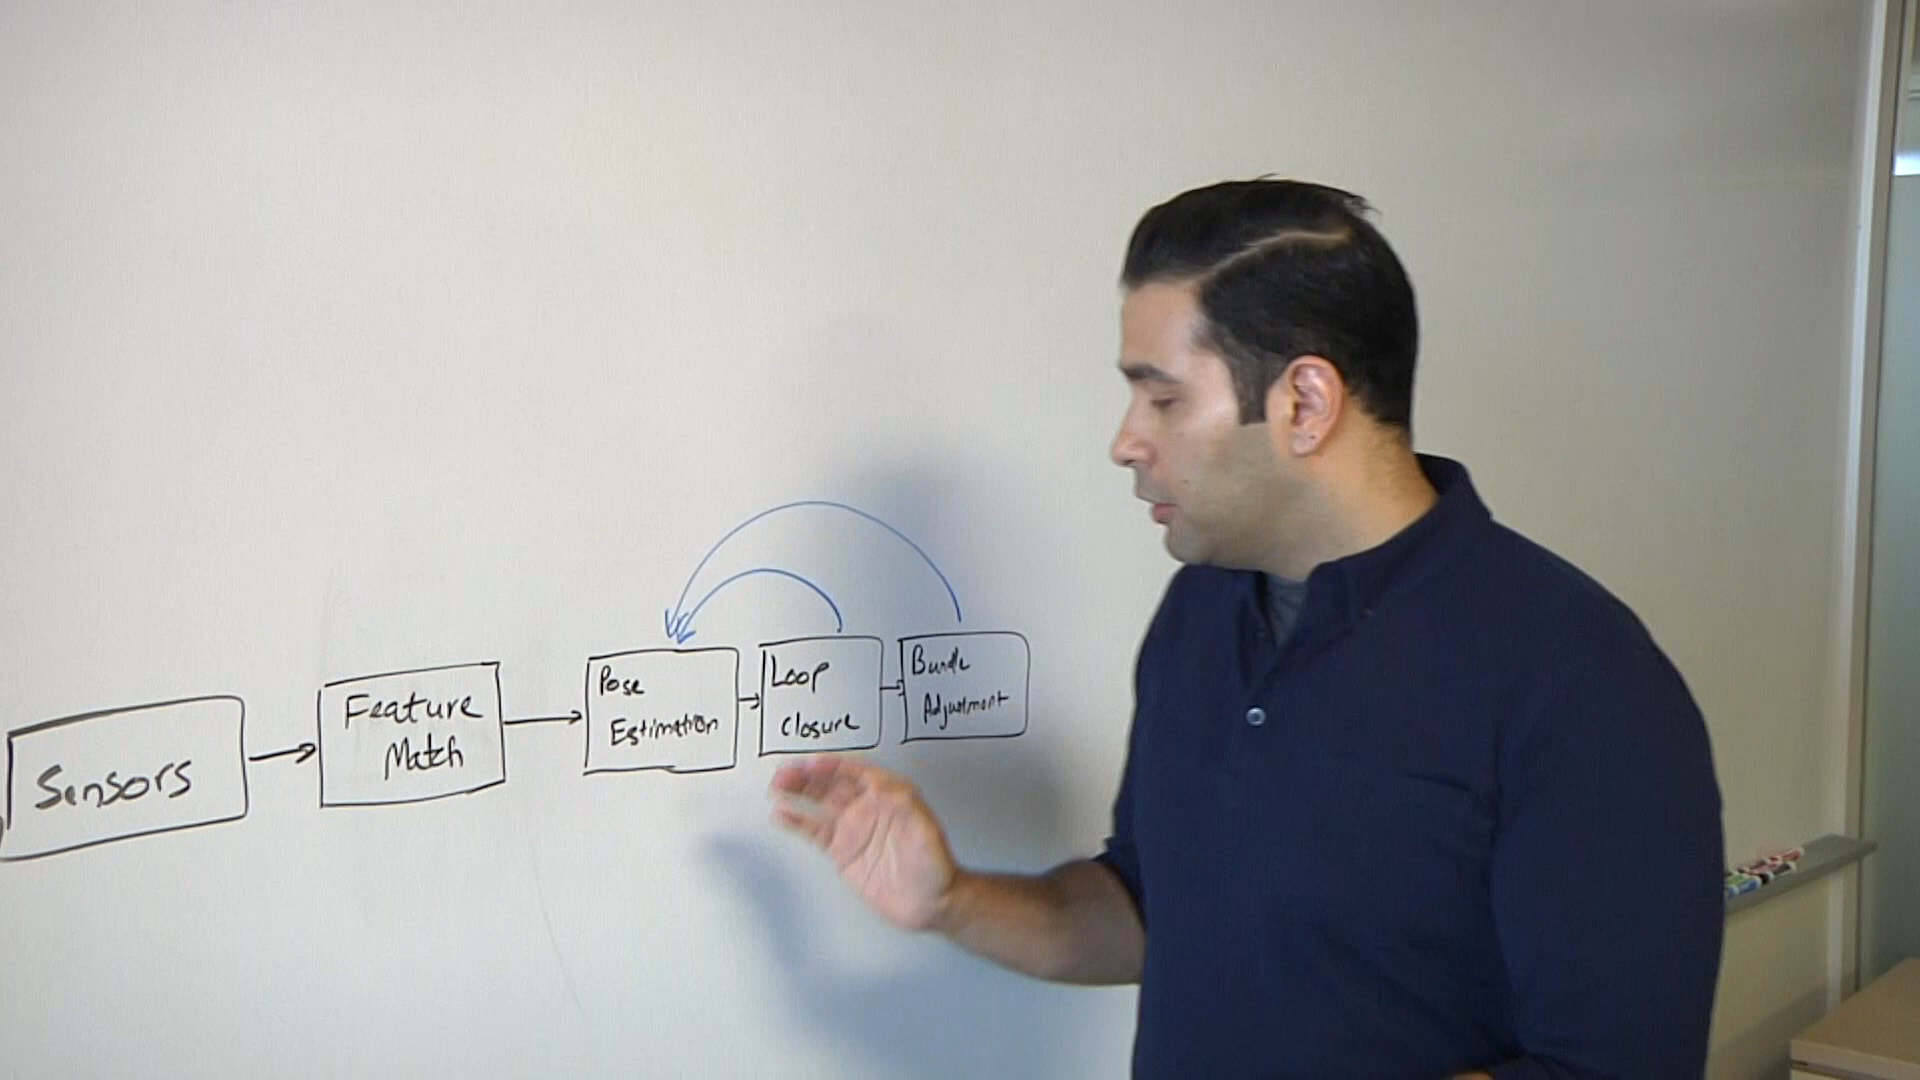 Sensors
Feature
Match
Pose
Estimation
Loop
Closure
Bundle
Adjustment